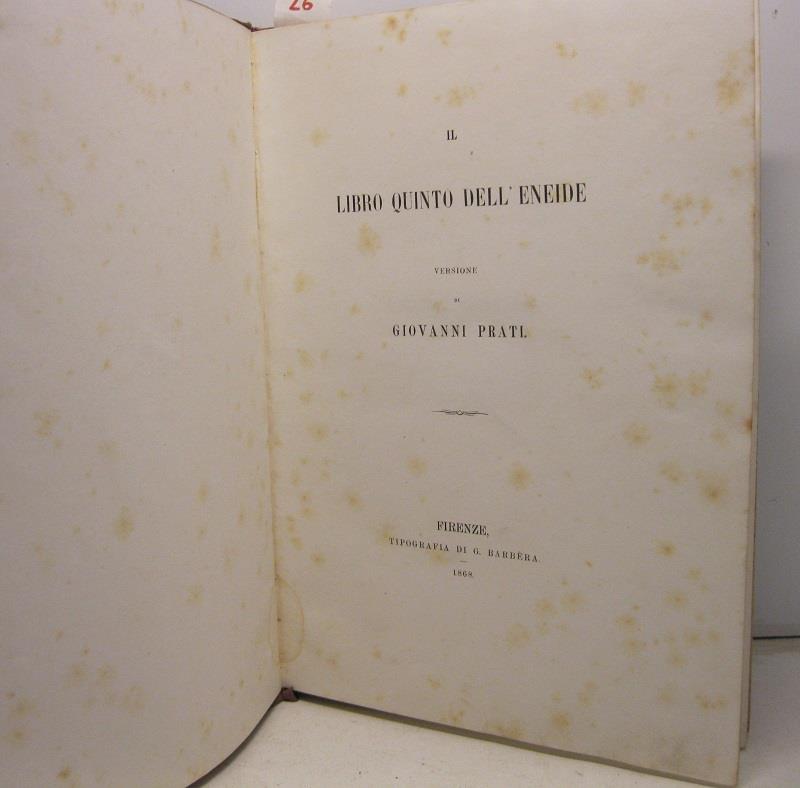 26
IL
LIBRO QUINTO DELL' ENEIDE
VERSIONE
DI
GIOVANNI PRATI.
FIRENZE,
TIPOGRAFIA DI G. BARBÈRA.
1868.